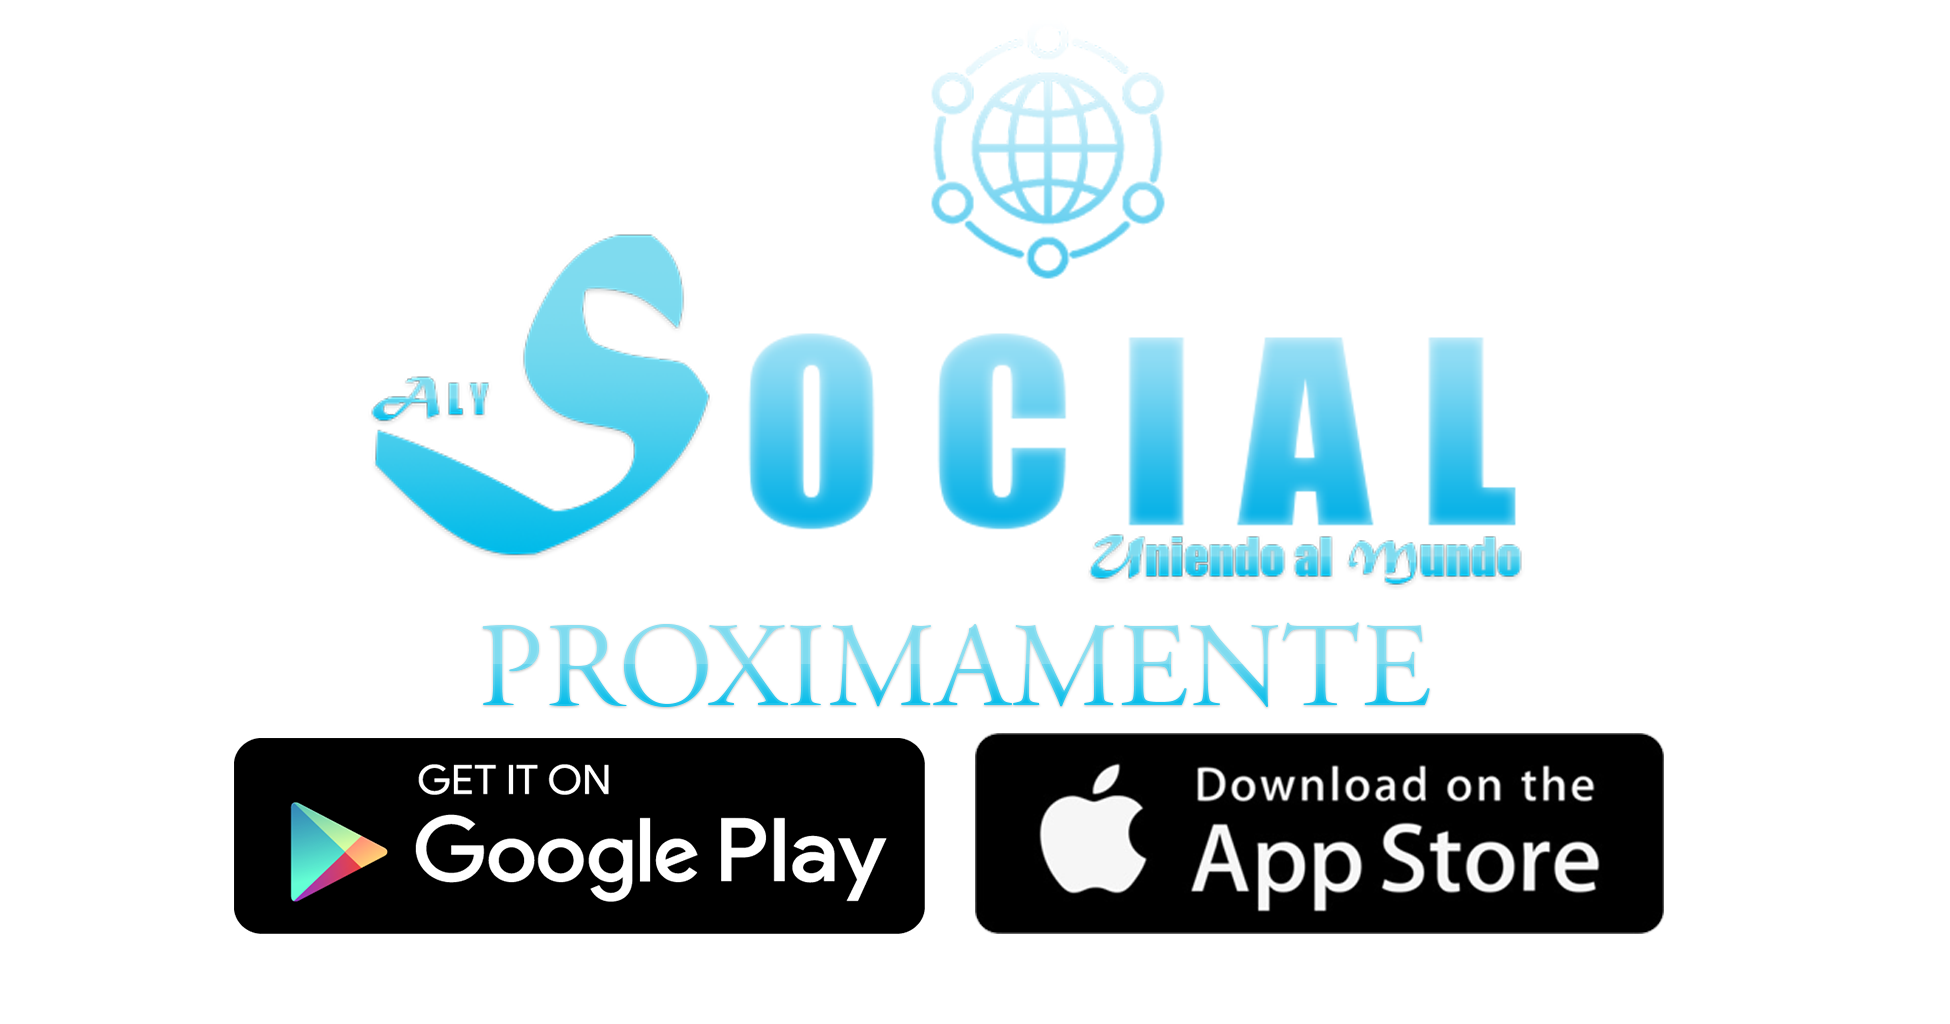 ALY SOCIAL
Uniendo al Mundo
PROXIMAMENTE
GET IT ON
Google Play
Download on the
App Store